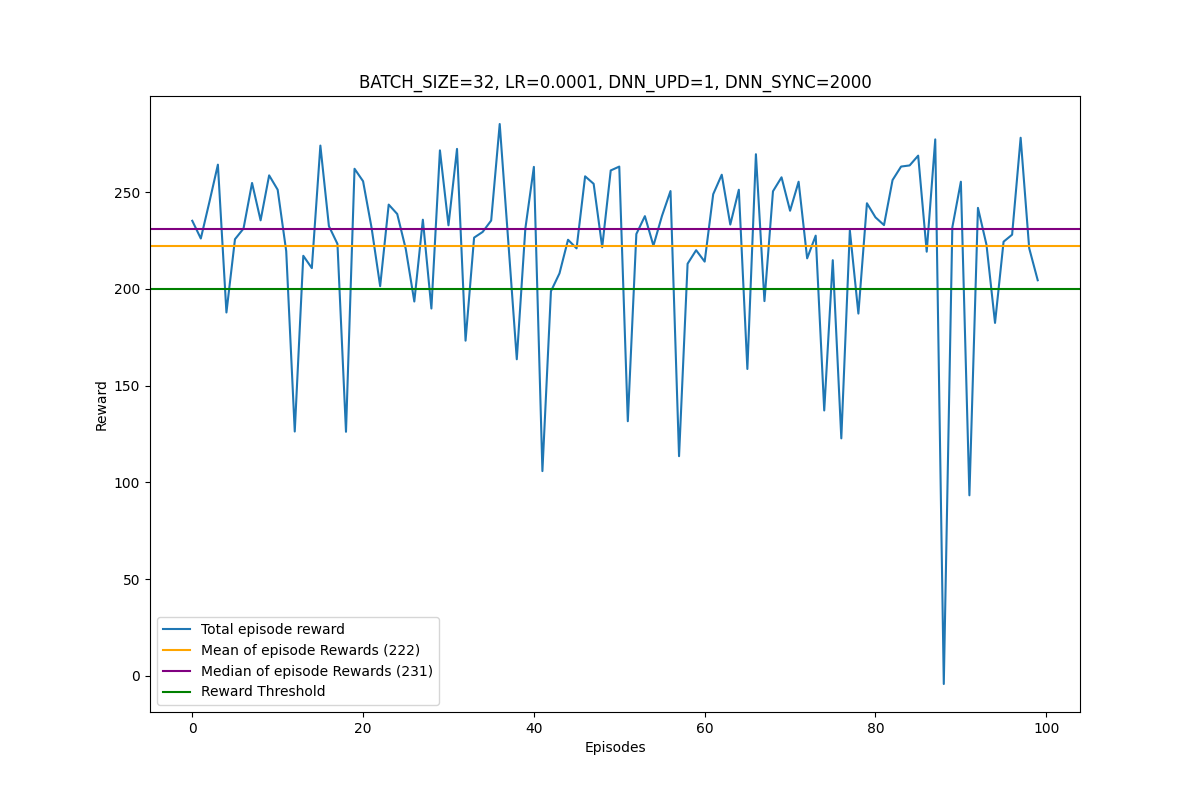 BATCH_SIZE=32, LR=0.0001, DNN_UPD=1, DNN_SYNC=2000
250
200
150
100
50
0
Reward
Total episode reward
Mean of episode Rewards (222)
Median of episode Rewards (231)
Reward Threshold
0 20 40 60 80 100
Episodes